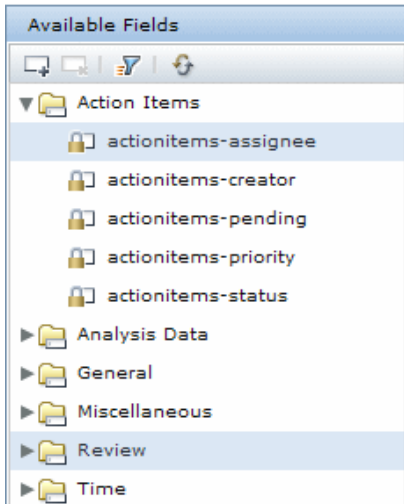 Available Fields
Action Items
actionitems-assignee
actionitems-creator
actionitems-pending
actionitems-priority
actionitems-status
Analysis Data
General
Miscellaneous
Review
Time